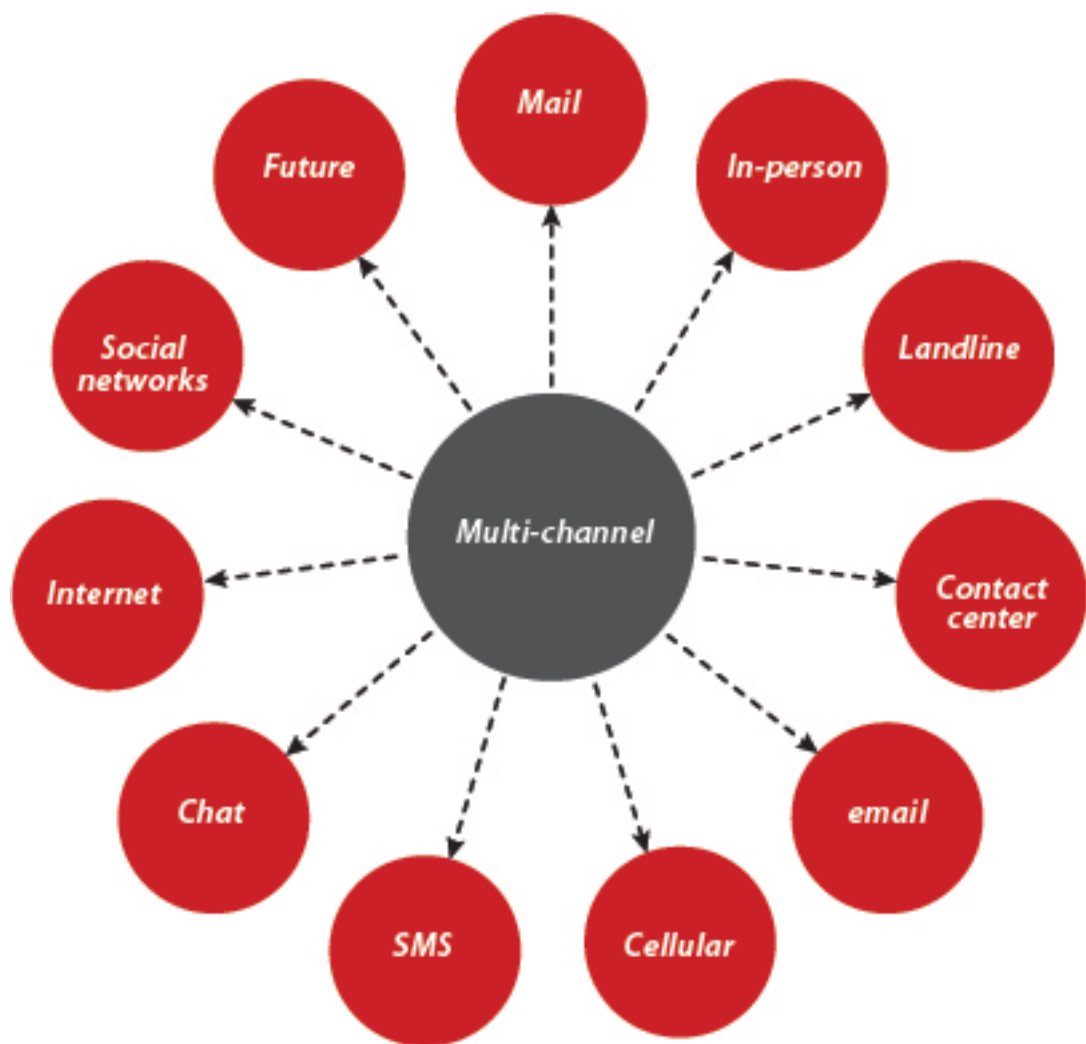 Mail
In-person
Landline
Contact
center
email
Cellular
SMS
Chat
Internet
Social
networks
Future
Multi-channel